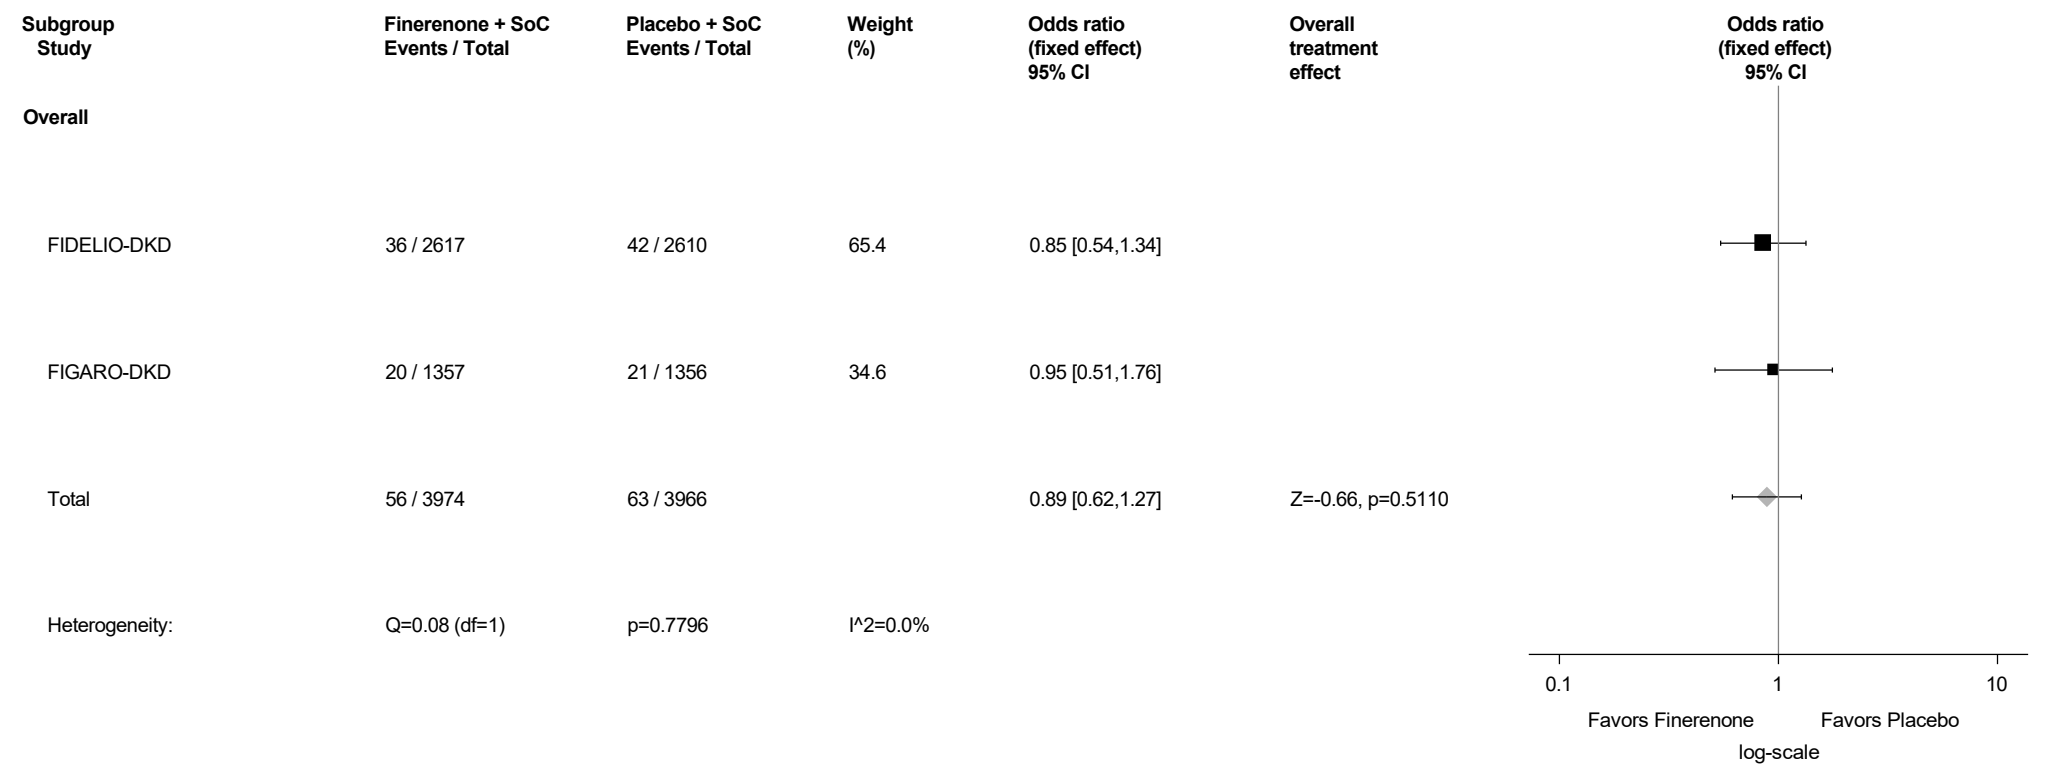 Subgroup Finerenone + SoC Placebo + SoC Weight Odds ratio Overall Odds ratio
Study Events / Total Events / Total (%) (fixed effect) treatment (fixed effect)
95% CI effect 95% CI
Overall
FIDELIO-DKD 36 / 2617 42 / 2610 65.4 0.85 [0.54,1.34]
FIGARO-DKD 20 / 1357 21 / 1356 34.6 0.95 [0.51,1.76]
Total 56 / 3974 63 / 3966 0.89 [0.62,1.27] Z=-0.66, p=0.5110
Heterogeneity: Q=0.08 (df=1) p=0.7796 I^2=0.0%
0.1 1 10
Favors Finerenone Favors Placebo
log-scale